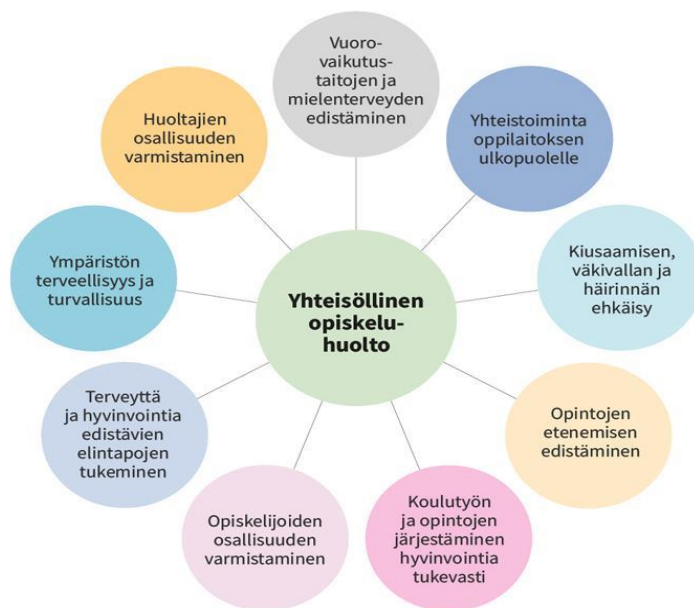 Vuoro-
vaikutus-
taitojen ja
mielenterveyden
edistäminen
Huoltajien
osallisuuden
varmistaminen
Yhteistoiminta
oppilaitoksen
ulkopuolelle
Ympäristön
terveellisyys ja
turvallisuus
Yhteisöllinen
opiskelu-
huolto
Kiusaamisen,
väkivallan ja
häirinnän
ehkäisy
Terveyttä
ja hyvinvointia
edistävien
elintapojen
tukeminen
Opintojen
etenemisen
edistäminen
Opiskelijoiden
osallisuuden
varmistaminen
Koulutyön
ja opintojen
järjestäminen
hyvinvointia
tukevasti